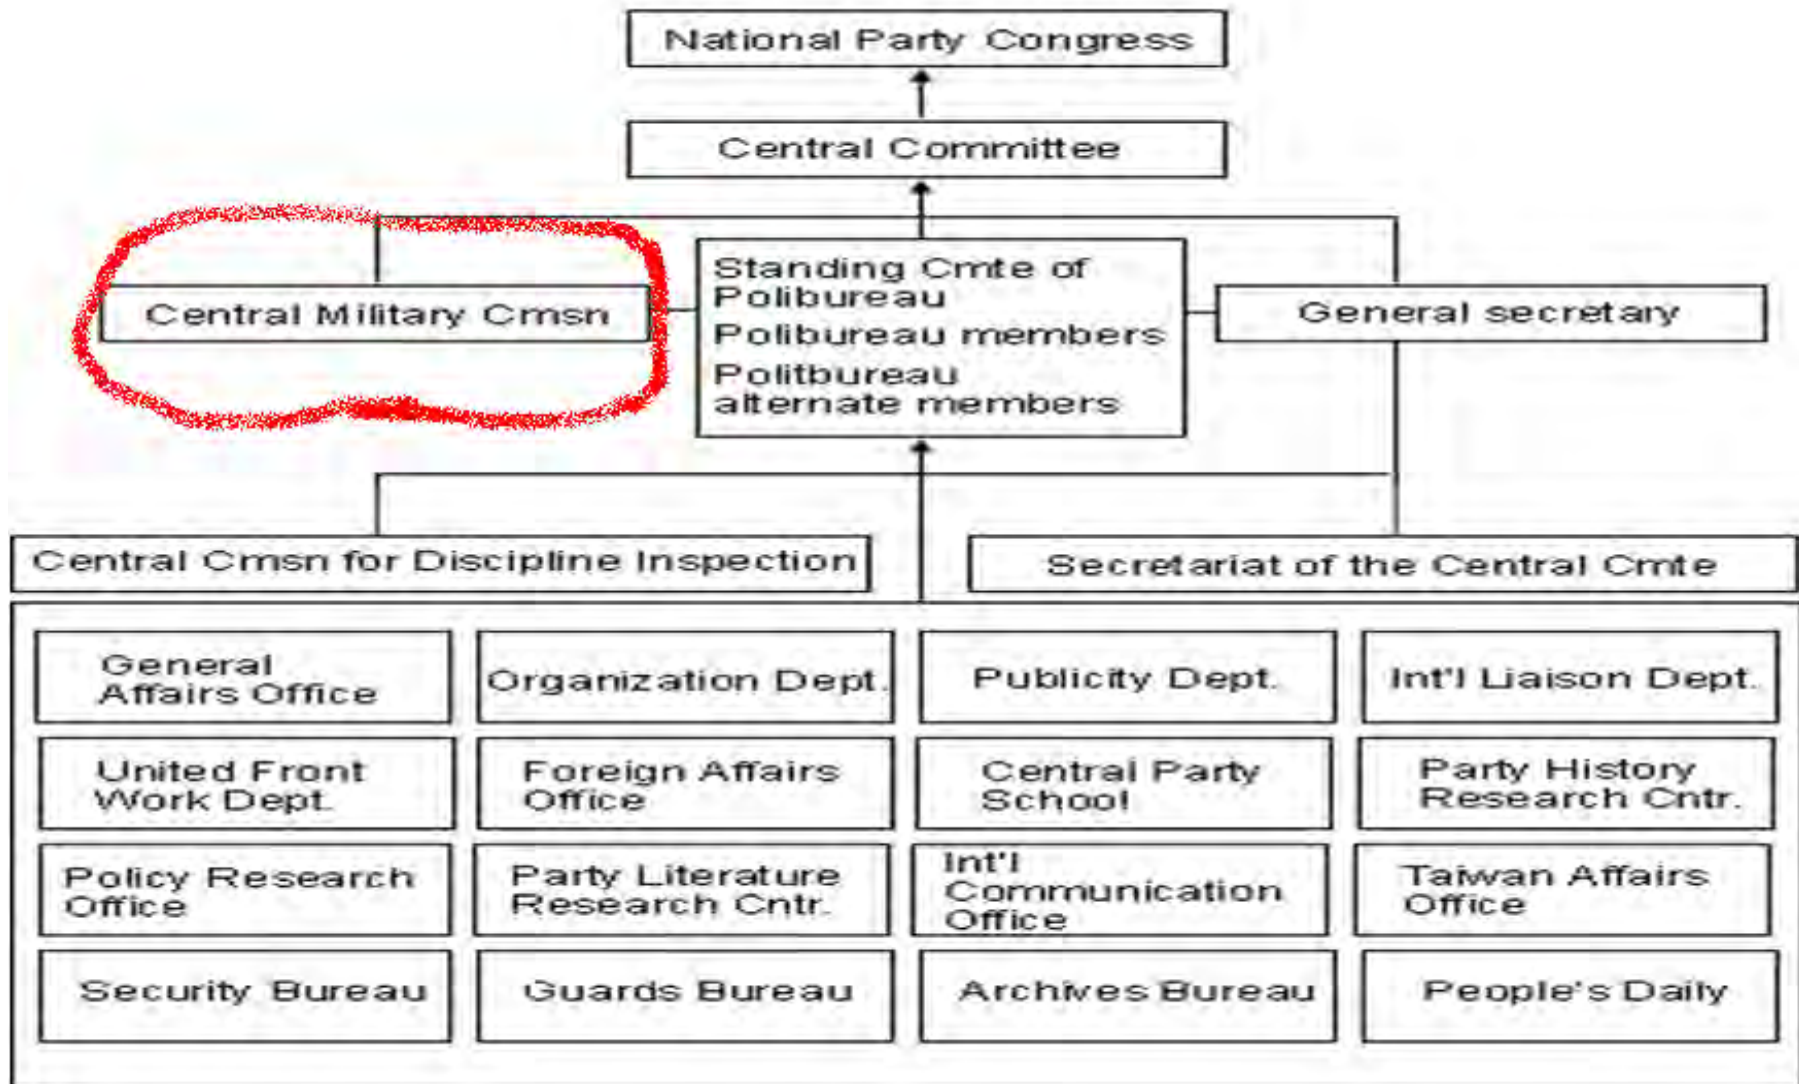 National Party Congress
Central Committee
Central Military Cmsn
Standing Cmte of
Polibureau
Polibureau members
Politbureau
alternate members
General secretary
Central Cmsn for Discipline Inspection
Secretariat of the Central Cmte
General
Affairs Office
Organization Dept.
Publicity Dept.
Int'l Liaison Dept.
United Front
Work Dept.
Foreign Affairs
Office
Central Party
School
Party History
Research Cntr.
Policy Research
Office
Party Literature
Research Cntr.
Int'l
Communication
Office
Taiwan Affairs
Office
Security Bureau
Guards Bureau
Archives Bureau
People's Daily